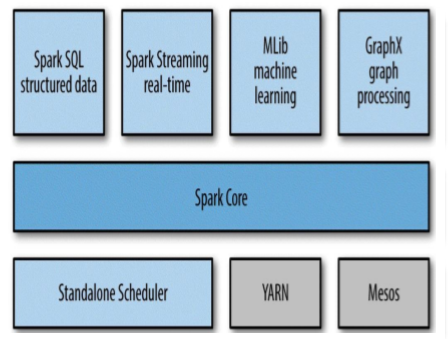 Spark SQL
structured data
Spark Streaming
real-time
MLib
machine
learning
GraphX
graph
processing
Spark Core
Standalone Scheduler
YARN
Mesos